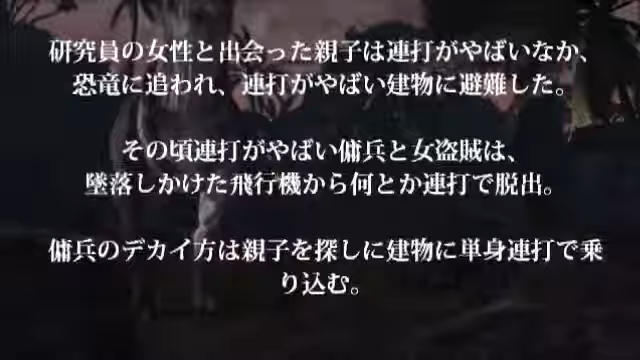 研究員の女性と出会った親子は連打がやばいなか、
恐竜に追われ、連打がやばい建物に避難した。
その頃連打がやばい傭兵と女盗賊は、
墜落しかけた飛行機から何とか連打で脱出。
傭兵のデカイ方は親子を探しに建物に単身連打で乗
り込む。